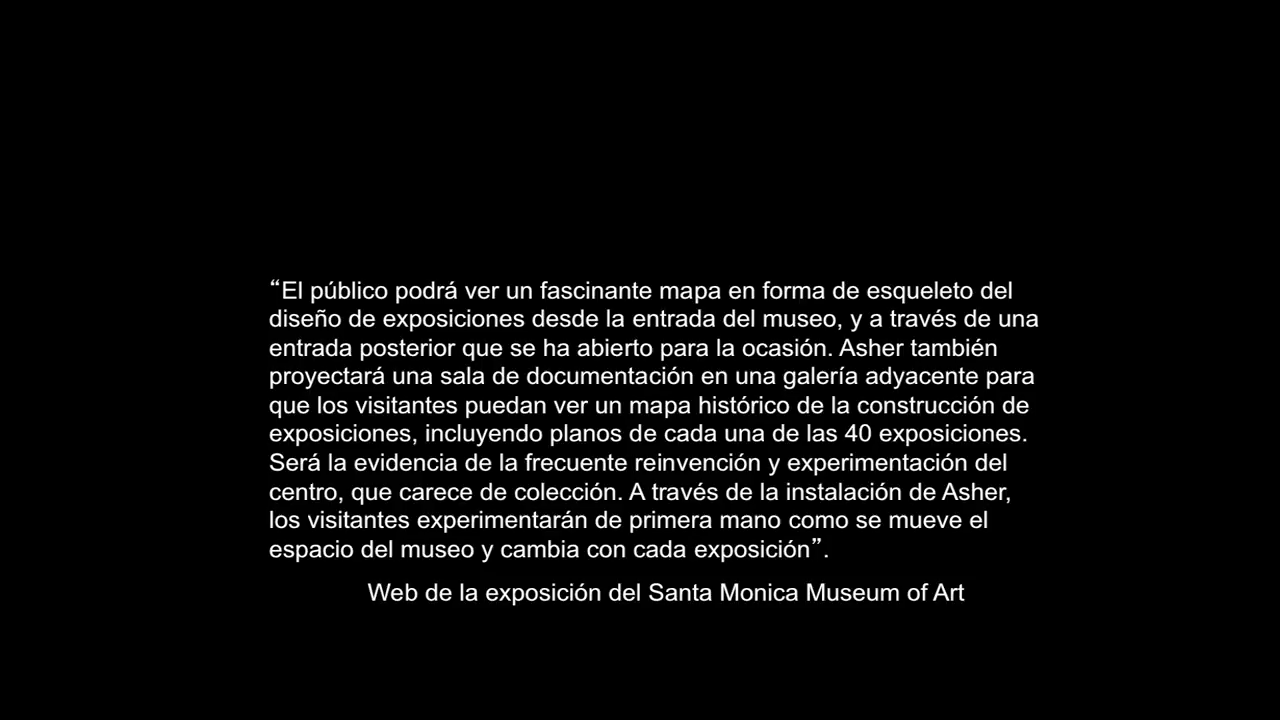 “El público podrá ver un fascinante mapa en forma de esqueleto del
diseño de exposiciones desde la entrada del museo, y a través de una
entrada posterior que se ha abierto para la ocasión. Asher también
proyectará una sala de documentación en una galería adyacente para
que los visitantes puedan ver un mapa histórico de la construcción de
exposiciones, incluyendo planos de cada una de las 40 exposiciones.
Será la evidencia de la frecuente reinvención y experimentación del
centro, que carece de colección. A través de la instalación de Asher,
los visitantes experimentarán de primera mano como se mueve el
espacio del museo y cambia con cada exposición”.
Web de la exposición del Santa Monica Museum of Art